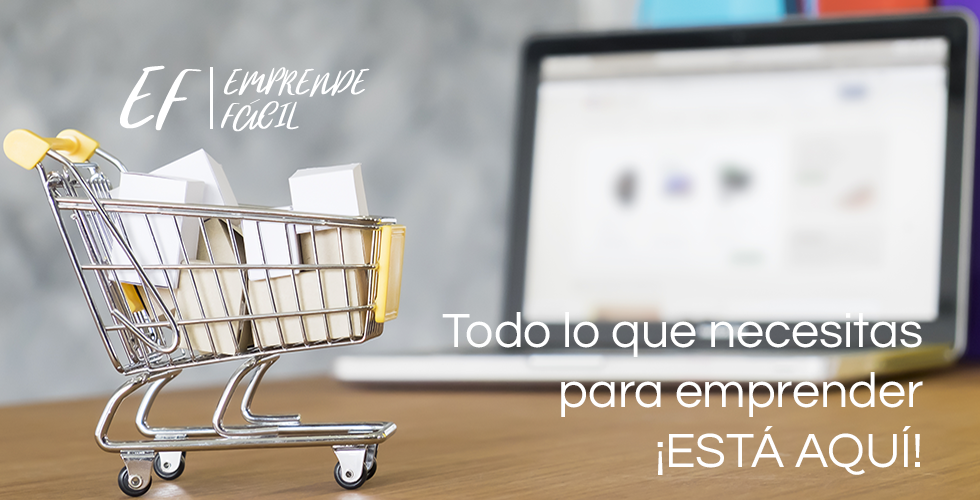 EF | EMPRENDE
FÁCIL
Todo lo que necesitas
para emprender
¡ESTÁ AQUÍ!